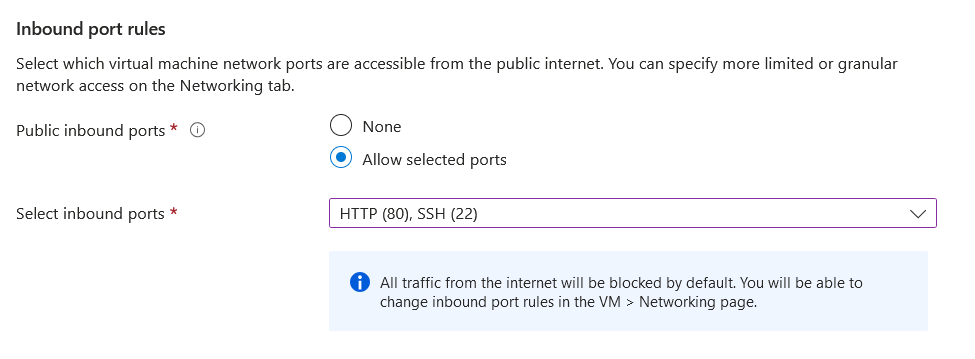 Inbound port rules
Select which virtual machine network ports are accessible from the public internet. You can specify more limited or granular
network access on the Networking tab.
Public inbound ports *
None
Allow selected ports
Select inbound ports *
HTTP (80), SSH (22)
All traffic from the internet will be blocked by default. You will be able to
change inbound port rules in the VM > Networking page.